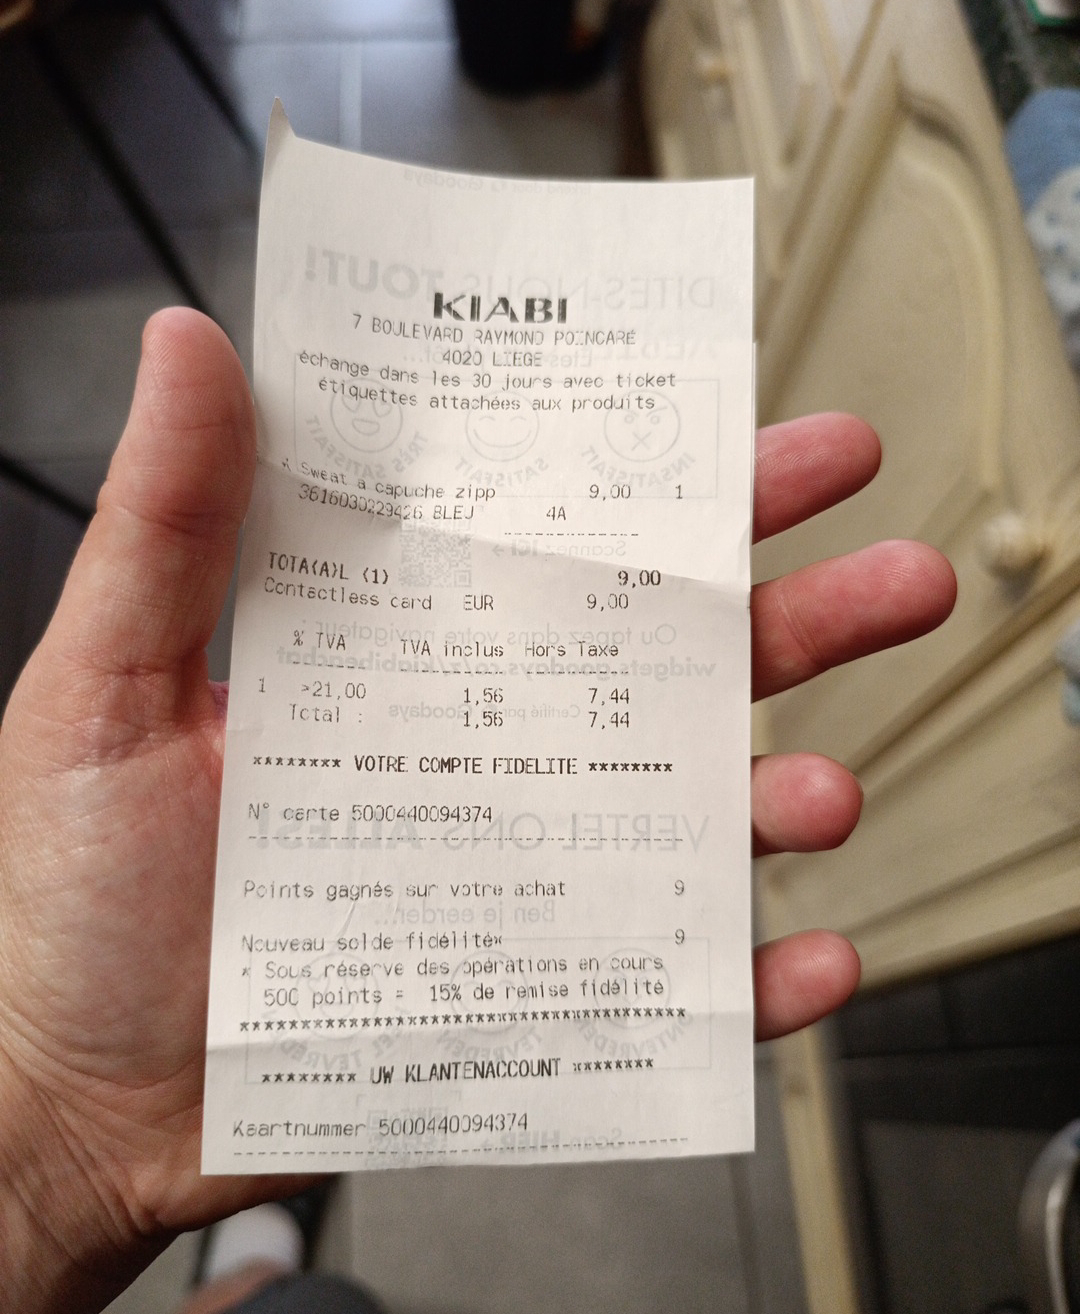 KIABI
7 BOULEVARD RAYMOND POINCARÉ
4020 LIEGE
échange dans les 30 jours avec ticket
étiquettes attachées aux produits
* Sweat à capuche zipp 9,00 1
3616030229426 BLEU 4A
TOTA(A)L (1) 9,00
Contactless card EUR 9,00
% TVA TVA inclus Hors Taxe
1 >21,00 1,56 7,44
Total : 1,56 7,44
******** VOTRE COMPTE FIDELITE ********
N° carte 5000440094374
Points gagnés sur votre achat 9
Nouveau solde fidélité* 9
* Sous réserve des opérations en cours
500 points = 15% de remise fidélité
******** UW KLANTENACCOUNT ********
Kaartnummer 5000440094374